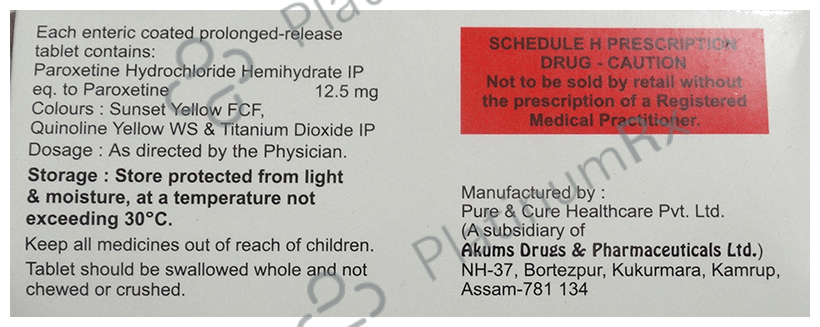 Each enteric coated prolonged-release
tablet contains:
Paroxetine Hydrochloride Hemihydrate IP
eq. to Paroxetine 12.5 mg
Colours : Sunset Yellow FCF,
Quinoline Yellow WS & Titanium Dioxide IP
Dosage : As directed by the Physician.
Storage : Store protected from light
& moisture, at a temperature not
exceeding 30°C.
Keep all medicines out of reach of children.
Tablet should be swallowed whole and not
chewed or crushed.
SCHEDULE H PRESCRIPTION
DRUG - CAUTION
Not to be sold by retail without
the prescription of a Registered
Medical Practitioner.
Manufactured by :
Pure & Cure Healthcare Pvt. Ltd.
(A subsidiary of
Akums Drugs & Pharmaceuticals Ltd.)
NH-37, Bortezpur, Kukurmara, Kamrup,
Assam-781 134
PlatinumRx